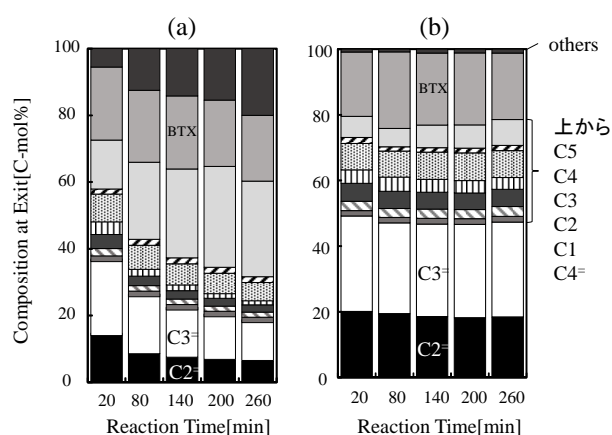 (a)
(b)
Composition at Exit[C-mol%]
100
80
60
40
20
0
BTX
C3=
C2=
20 80 140 200 260
Reaction Time[min]
100
80
60
40
20
0
BTX
C3=
C2=
20 80 140 200 260
Reaction Time[min]
others
上から
C5
C4
C3
C2
C1
C4=